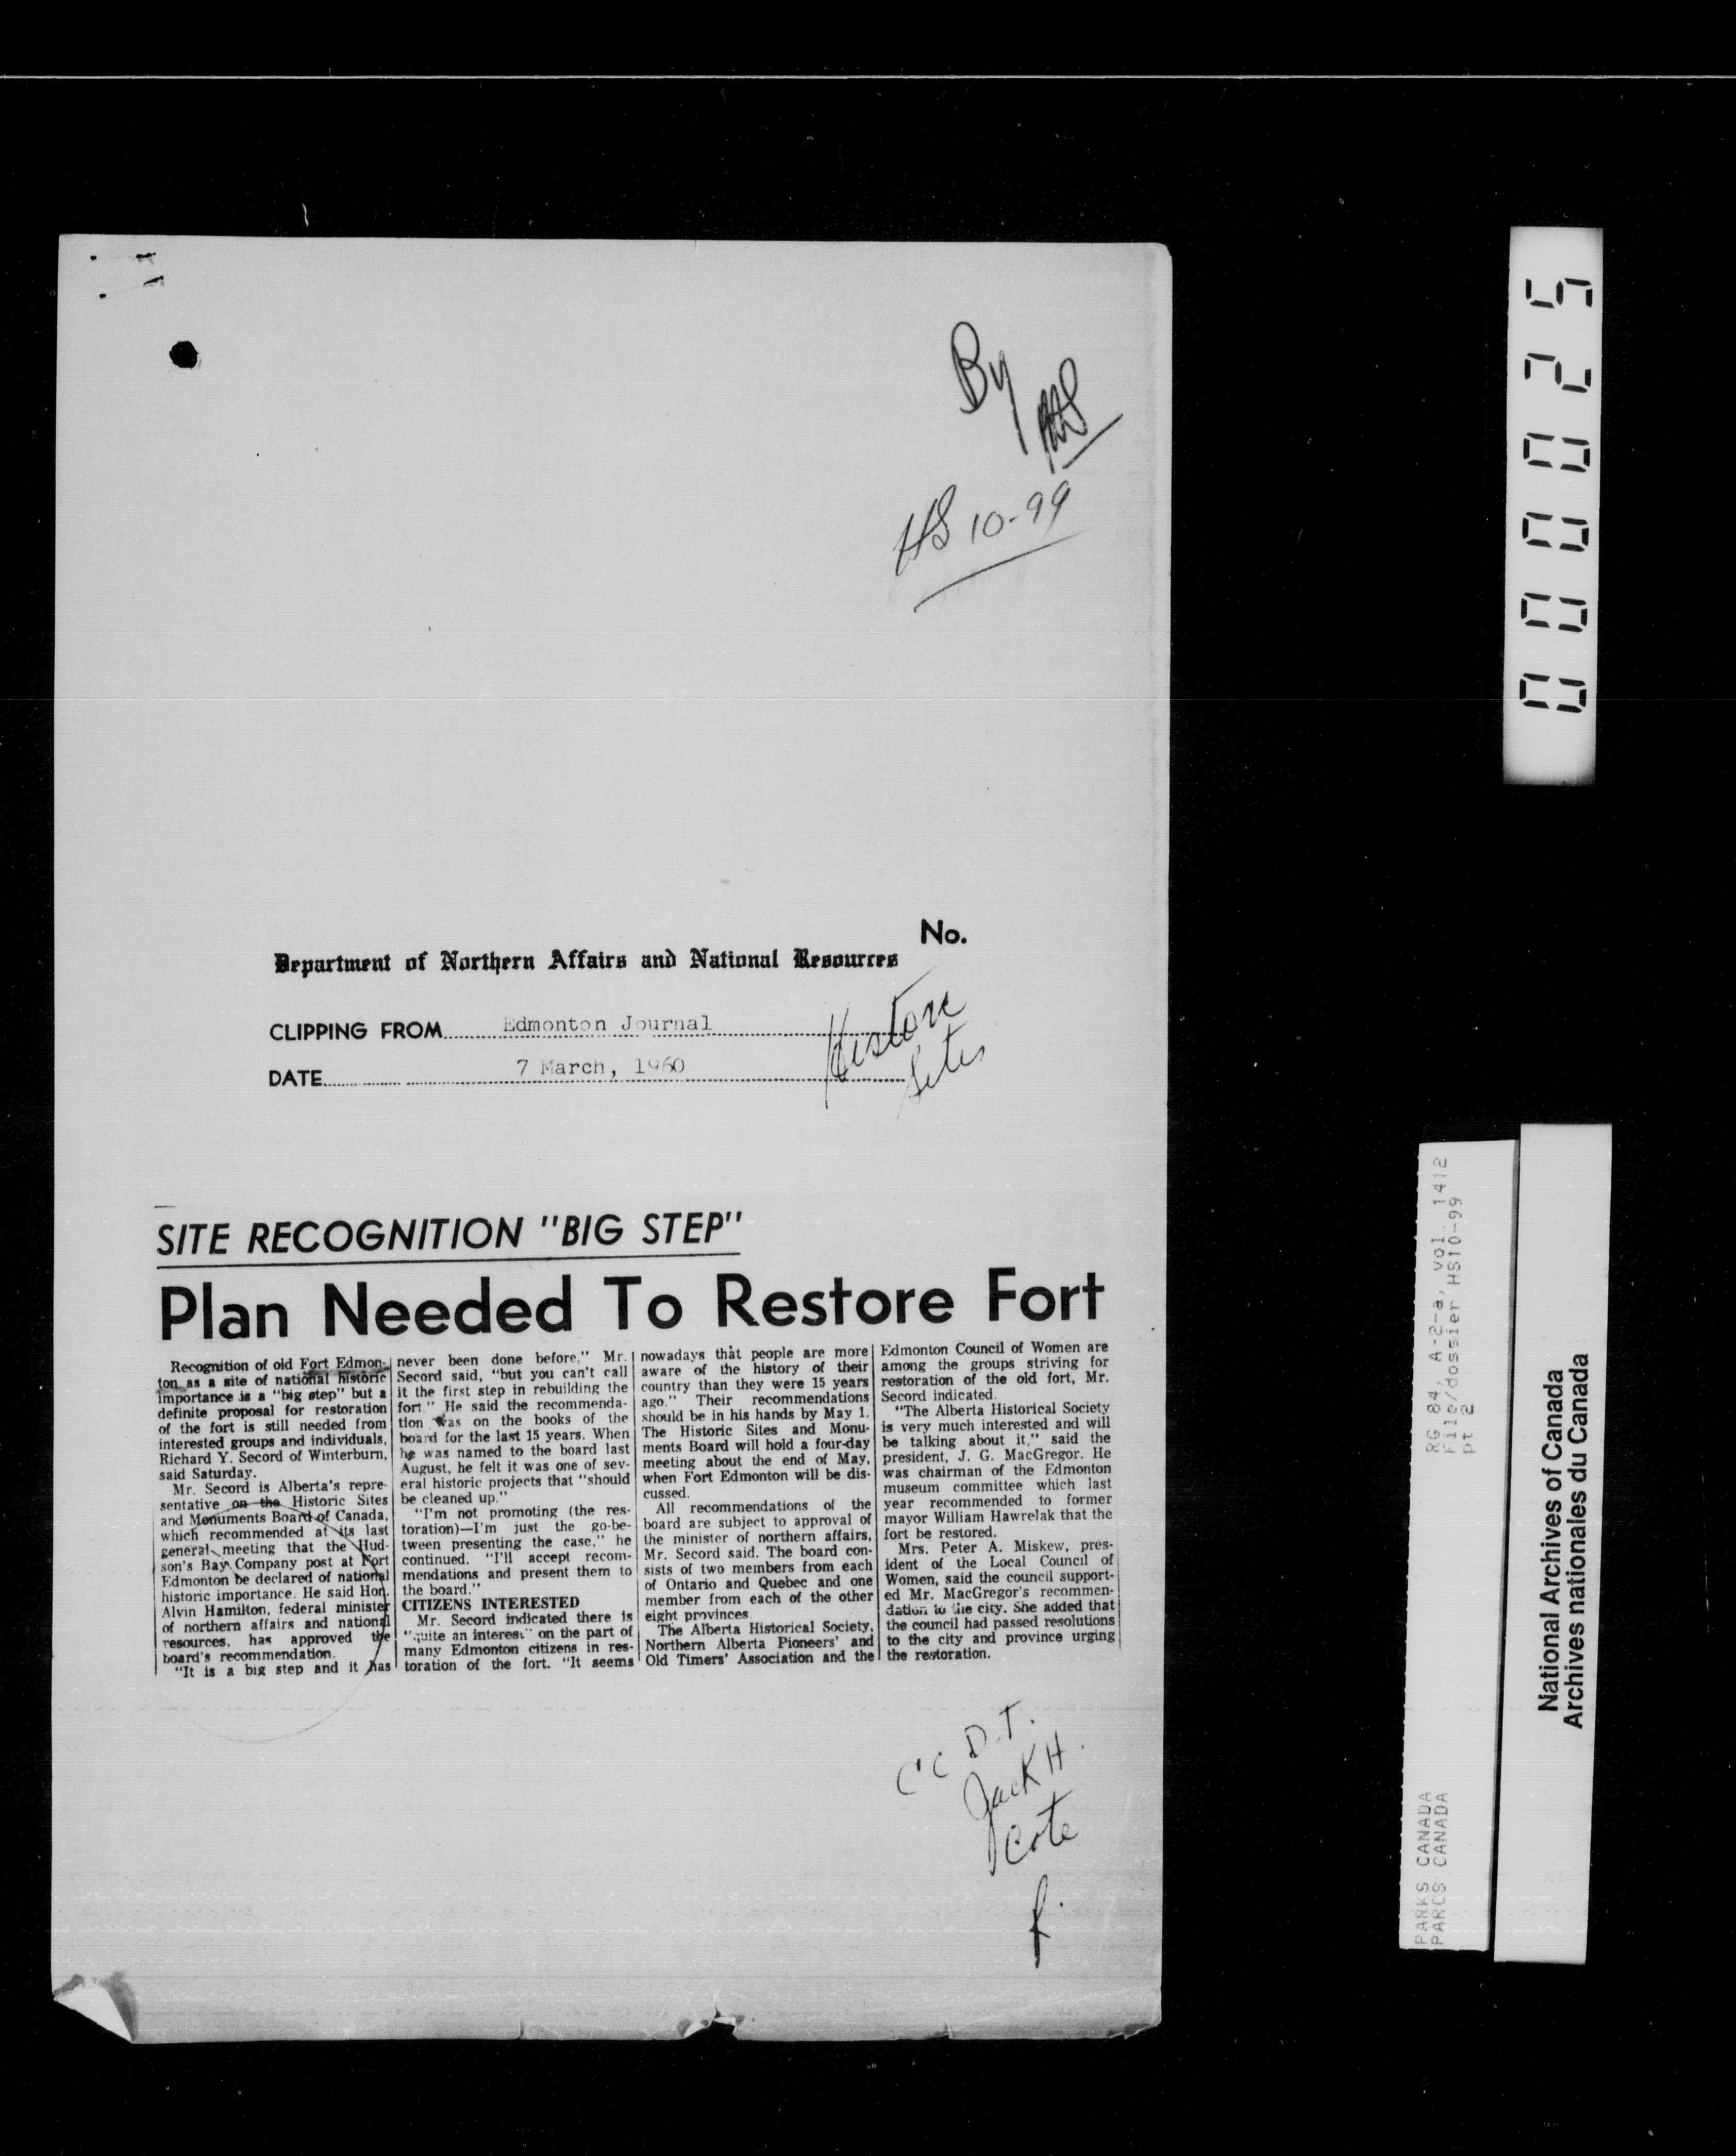 By
HS 10-99
No.
Department of Northern Affairs and National Resources
CLIPPING FROM Edmonton Journal
DATE 7 March, 1960
Historic
Sites
SITE RECOGNITION "BIG STEP"
Plan Needed To Restore Fort
Recognition of old Fort Edmon-
ton as a site of national historic
importance is a "big step" but a
definite proposal for restoration
of the fort is still needed from
interested groups and individuals,
Richard Y. Secord of Winterburn,
said Saturday.
Mr. Secord is Alberta's repre-
sentative on the Historic Sites
and Monuments Board of Canada,
which recommended at its last
general meeting that the Hud-
son's Bay Company post at Fort
Edmonton be declared of national
historic importance. He said Hon.
Alvin Hamilton, federal minister
of northern affairs and national
resources, has approved the
board's recommendation.
"It is a big step and it has
never been done before," Mr.
Secord said, "but you can't call
it the first step in rebuilding the
fort." He said the recommenda-
tion was on the books of the
board for the last 15 years. When
he was named to the board last
August, he felt it was one of sev-
eral historic projects that "should
be cleaned up."
"I'm not promoting (the res-
toration)—I'm just the go-be-
tween presenting the case," he
continued. "I'll accept recom-
mendations and present them to
the board."
CITIZENS INTERESTED
Mr. Secord indicated there is
"quite an interest" on the part of
many Edmonton citizens in res-
toration of the fort. "It seems
nowadays that people are more
aware of the history of their
country than they were 15 years
ago." Their recommendations
should be in his hands by May 1.
The Historic Sites and Monu-
ments Board will hold a four-day
meeting about the end of May,
when Fort Edmonton will be dis-
cussed.
All recommendations of the
board are subject to approval of
the minister of northern affairs,
Mr. Secord said. The board con-
sists of two members from each
of Ontario and Quebec and one
member from each of the other
eight provinces.
The Alberta Historical Society,
Northern Alberta Pioneers' and
Old Timers' Association and the
Edmonton Council of Women are
among the groups striving for
restoration of the old fort, Mr.
Secord indicated.
"The Alberta Historical Society
is very much interested and will
be talking about it," said the
president, J. G. MacGregor. He
was chairman of the Edmonton
museum committee which last
year recommended to former
mayor William Hawrelak that the
fort be restored.
Mrs. Peter A. Miskew, pres-
ident of the Local Council of
Women, said the council support-
ed Mr. MacGregor's recommen-
dation to the city. She added that
the council had passed resolutions
to the city and province urging
the restoration.
CC D.T.
Jack H.
Cote
000025
RG 84, A-2-a, vol. 1412
File/dossier HS10-99
pt 2
PARKS CANADA
PARCS CANADA
National Archives of Canada
Archives nationales du Canada